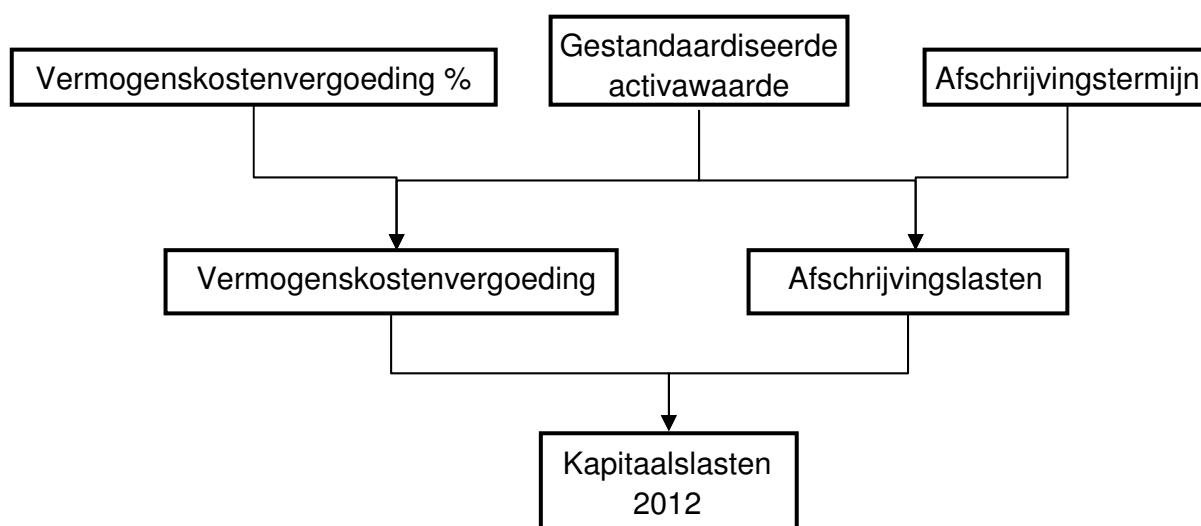 Vermogenskostenvergoeding %
Gestandaardiseerde
activawaarde
Afschrijvingstermijn
Vermogenskostenvergoeding
Afschrijvingslasten
Kapitaalslasten
2012